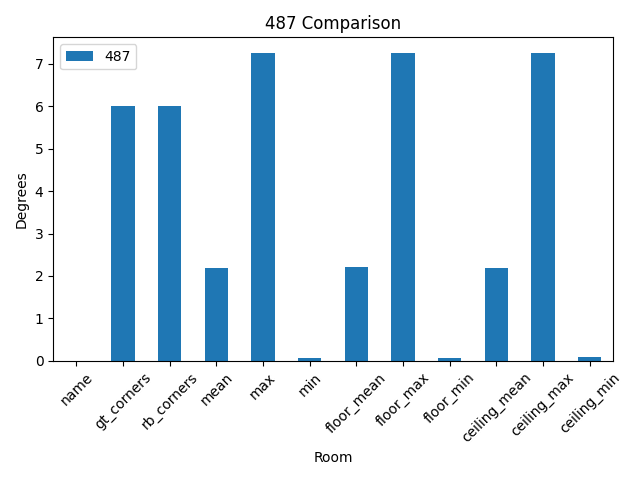 487 Comparison
487
7
6
5
4
3
2
1
0
Degrees
name
gt_corners
rb_corners
mean
max
min
floor_mean
floor_max
floor_min
ceiling_mean
ceiling_max
ceiling_min
Room